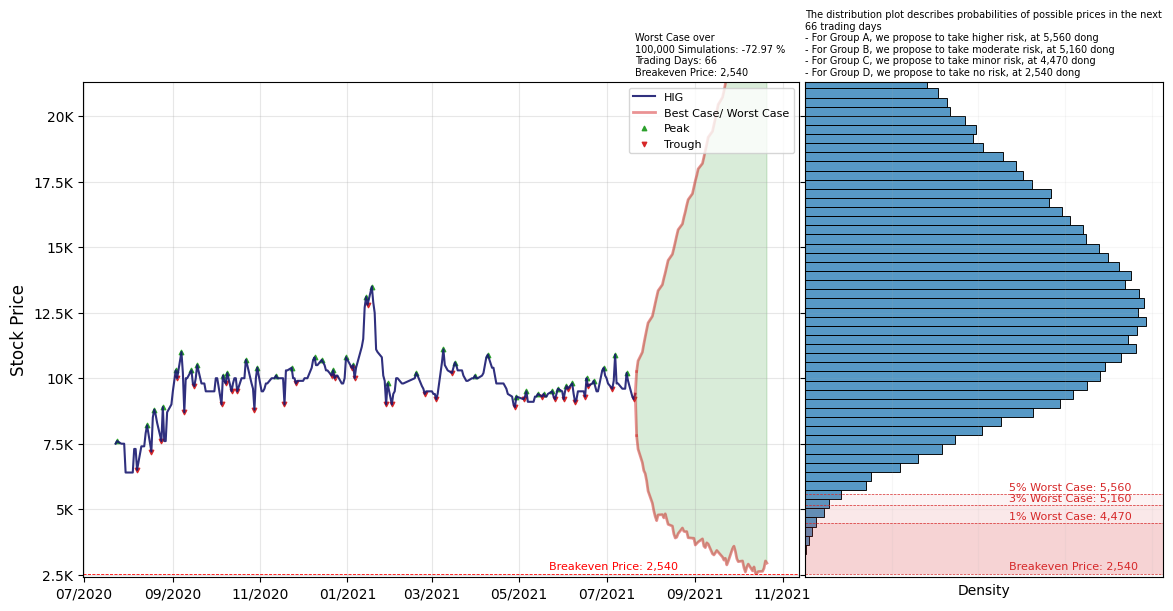 The distribution plot describes probabilities of possible prices in the next
66 trading days
- For Group A, we propose to take higher risk, at 5,560 dong
- For Group B, we propose to take moderate risk, at 5,160 dong
- For Group C, we propose to take minor risk, at 4,470 dong
- For Group D, we propose to take no risk, at 2,540 dong
Worst Case over
100,000 Simulations: -72.97 %
Trading Days: 66
Breakeven Price: 2,540
HIG
Best Case/ Worst Case
Peak
Trough
Stock Price
20K
17.5K
15K
12.5K
10K
7.5K
5K
2.5K
Breakeven Price: 2,540
5% Worst Case: 5,560
3% Worst Case: 5,160
1% Worst Case: 4,470
Breakeven Price: 2,540
07/2020
09/2020
11/2020
01/2021
03/2021
05/2021
07/2021
09/2021
11/2021
Density